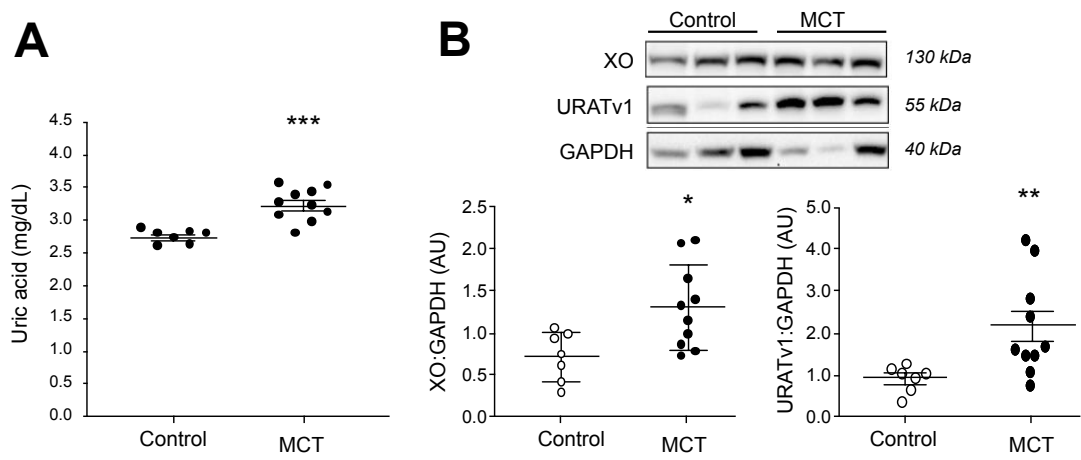 A
Uric acid (mg/dL)
4.5
4.0
3.5
3.0
2.5
2.0
1.5
1.0
0.5
0.0
***
Control
MCT
B
Control MCT
XO 130 kDa
URATv1 55 kDa
GAPDH 40 kDa
XO:GAPDH (AU)
2.5
2.0
1.5
1.0
0.5
0.0
*
Control
MCT
URATv1:GAPDH (AU)
5.0
4.0
3.0
2.0
1.0
0.0
**
Control
MCT